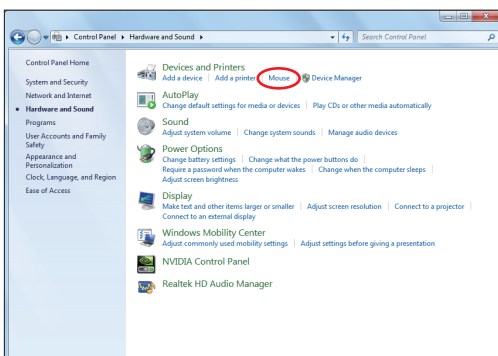 Control Panel ▸ Hardware and Sound ▸
Search Control Panel
Control Panel Home
System and Security
Network and Internet
Hardware and Sound
Programs
User Accounts and Family
Safety
Appearance and
Personalization
Clock, Language, and Region
Ease of Access
Devices and Printers
Add a device | Add a printer | Mouse | Device Manager
AutoPlay
Change default settings for media or devices | Play CDs or other media automatically
Sound
Adjust system volume | Change system sounds | Manage audio devices
Power Options
Change battery settings | Change what the power buttons do |
Require a password when the computer wakes | Change when the computer sleeps |
Adjust screen brightness
Display
Make text and other items larger or smaller | Adjust screen resolution | Connect to a projector |
Connect to an external display
Windows Mobility Center
Adjust commonly used mobility settings | Adjust settings before giving a presentation
NVIDIA Control Panel
Realtek HD Audio Manager